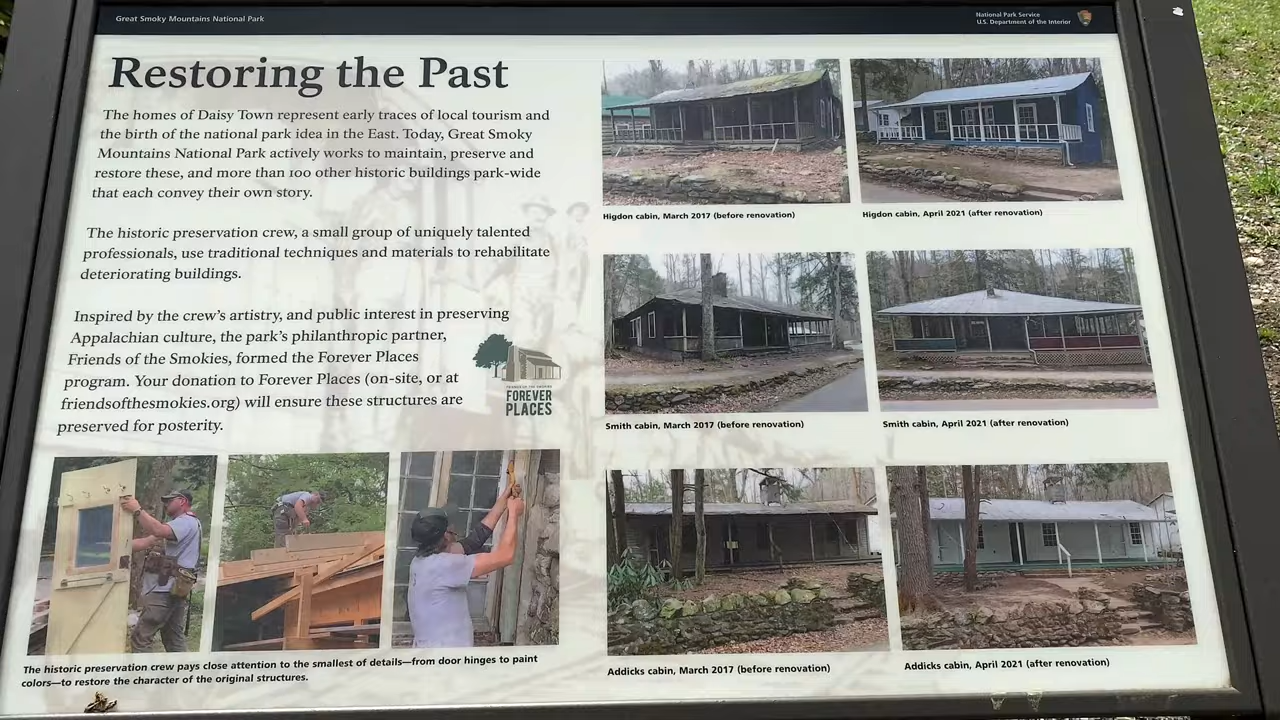 Great Smoky Mountains National Park
National Park Service
U.S. Department of the Interior
Restoring the Past
The homes of Daisy Town represent early traces of local tourism and
the birth of the national park idea in the East. Today, Great Smoky
Mountains National Park actively works to maintain, preserve and
restore these, and more than 100 other historic buildings park-wide
that each convey their own story.
The historic preservation crew, a small group of uniquely talented
professionals, use traditional techniques and materials to rehabilitate
deteriorating buildings.
Inspired by the crew's artistry, and public interest in preserving
Appalachian culture, the park's philanthropic partner,
Friends of the Smokies, formed the Forever Places
program. Your donation to Forever Places (on-site, or at
friendsofthesmokies.org) will ensure these structures are
preserved for posterity.
FRIENDS OF THE SMOKIES
FOREVER
PLACES
The historic preservation crew pays close attention to the smallest of details—from door hinges to paint
colors—to restore the character of the original structures.
Higdon cabin, March 2017 (before renovation)
Higdon cabin, April 2021 (after renovation)
Smith cabin, March 2017 (before renovation)
Smith cabin, April 2021 (after renovation)
Addicks cabin, March 2017 (before renovation)
Addicks cabin, April 2021 (after renovation)